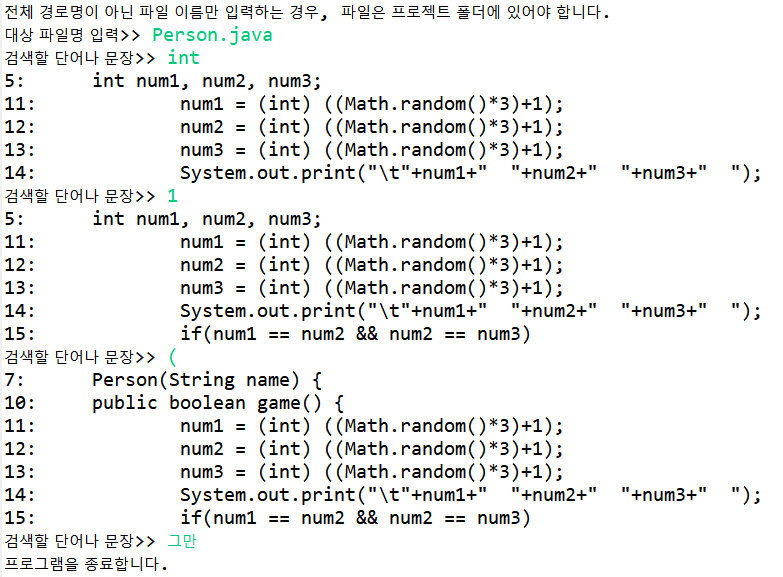 전체 경로명이 아닌 파일 이름만 입력하는 경우, 파일은 프로젝트 폴더에 있어야 합니다.
대상 파일명 입력>> Person.java
검색할 단어나 문장>> int
5:	int num1, num2, num3;
11:		num1 = (int) ((Math.random()*3)+1);
12:		num2 = (int) ((Math.random()*3)+1);
13:		num3 = (int) ((Math.random()*3)+1);
14:		System.out.print("\t"+num1+"  "+num2+"  "+num3+"  ");
검색할 단어나 문장>> 1
5:	int num1, num2, num3;
11:		num1 = (int) ((Math.random()*3)+1);
12:		num2 = (int) ((Math.random()*3)+1);
13:		num3 = (int) ((Math.random()*3)+1);
14:		System.out.print("\t"+num1+"  "+num2+"  "+num3+"  ");
15:		if(num1 == num2 && num2 == num3)
검색할 단어나 문장>> (
7:	Person(String name) {
10:	public boolean game() {
11:		num1 = (int) ((Math.random()*3)+1);
12:		num2 = (int) ((Math.random()*3)+1);
13:		num3 = (int) ((Math.random()*3)+1);
14:		System.out.print("\t"+num1+"  "+num2+"  "+num3+"  ");
15:		if(num1 == num2 && num2 == num3)
검색할 단어나 문장>> 그만
프로그램을 종료합니다.